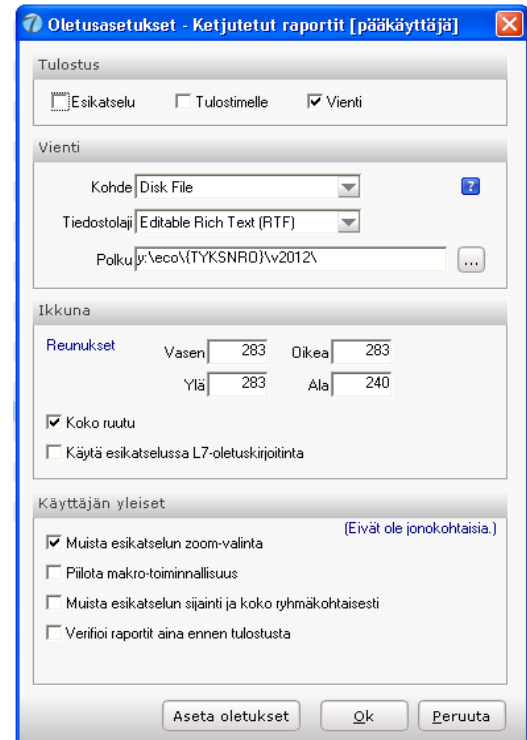 Oletusasetukset - Ketjutetut raportit [pääkäyttäjä]
Tulostus
Esikatselu Tulostimelle Vienti
Vienti
Kohde Disk File ?
Tiedostolaji Editable Rich Text (RTF)
Polku y:\eco\{TYKSNRO}\v2012\ ...
Ikkuna
Reunukset Vasen 283 Oikea 283
Ylä 283 Ala 240
Koko ruutu
Käytä esikatselussa L7-oletuskirjoitinta
Käyttäjän yleiset
(Eivät ole jonokohtaisia.)
Muista esikatselun zoom-valinta
Piilota makro-toiminnallisuus
Muista esikatselun sijainti ja koko ryhmäkohtaisesti
Verifioi raportit aina ennen tulostusta
Aseta oletukset Ok Peruuta